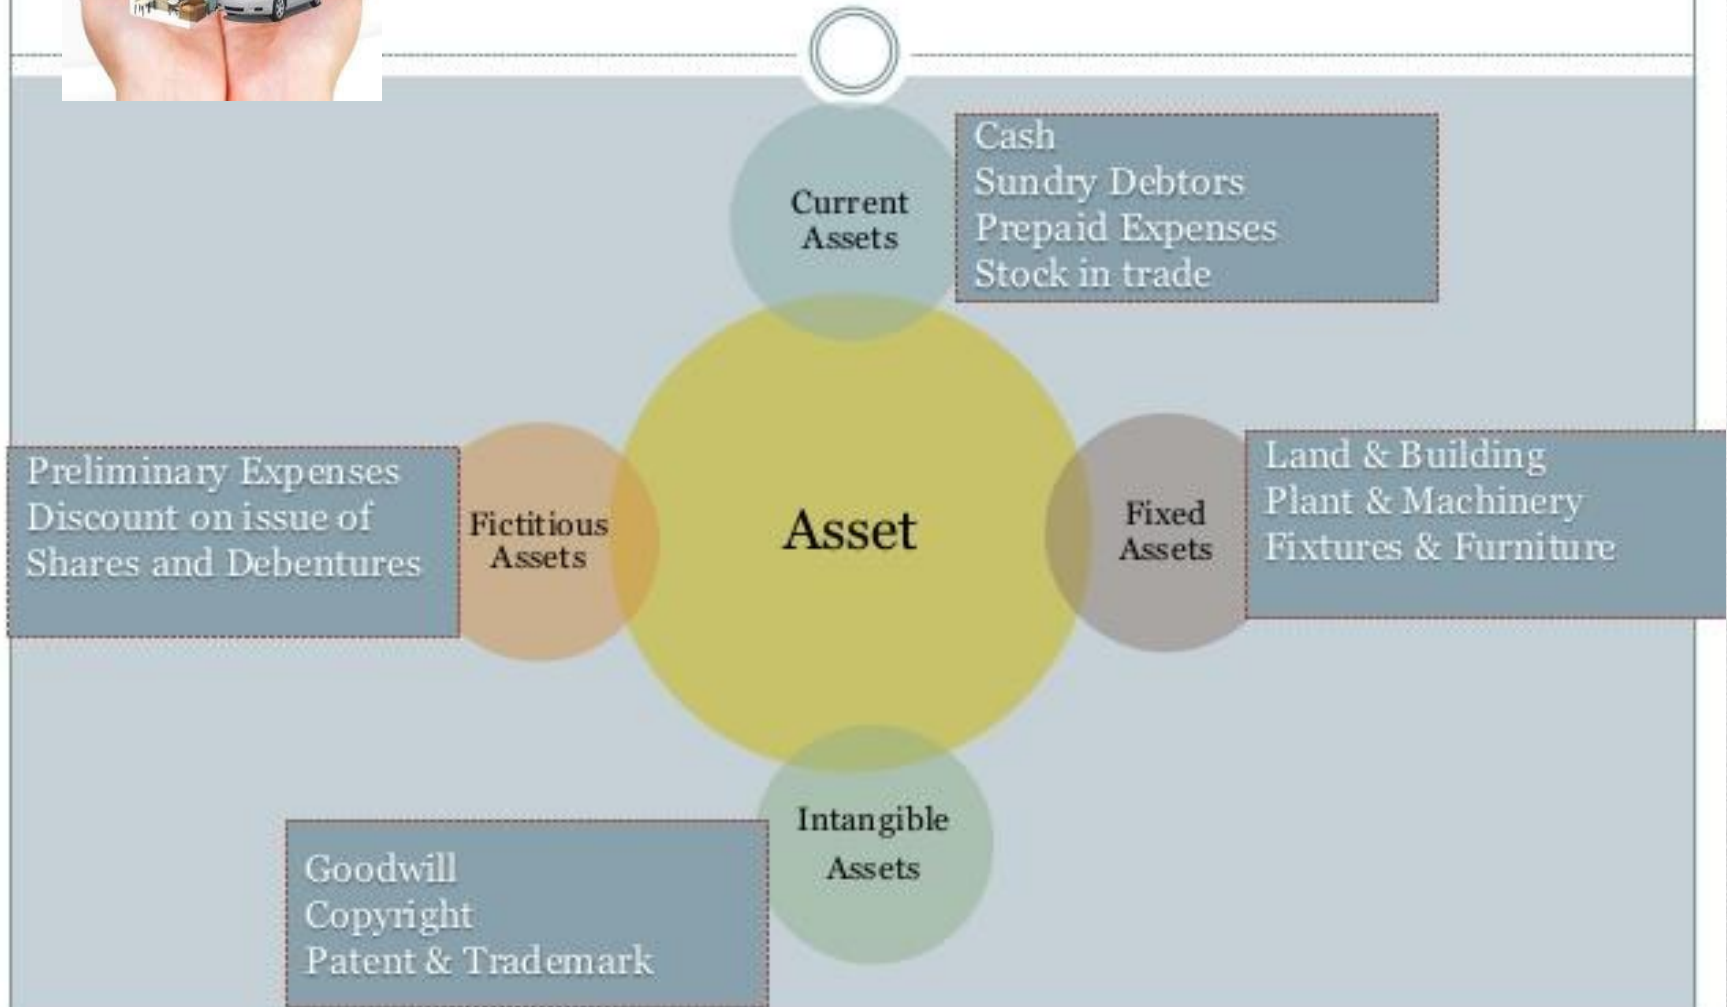 Current
Assets
Cash
Sundry Debtors
Prepaid Expenses
Stock in trade
Preliminary Expenses
Discount on issue of
Shares and Debentures
Fictitious
Assets
Asset
Fixed
Assets
Land & Building
Plant & Machinery
Fixtures & Furniture
Intangible
Assets
Goodwill
Copyright
Patent & Trademark